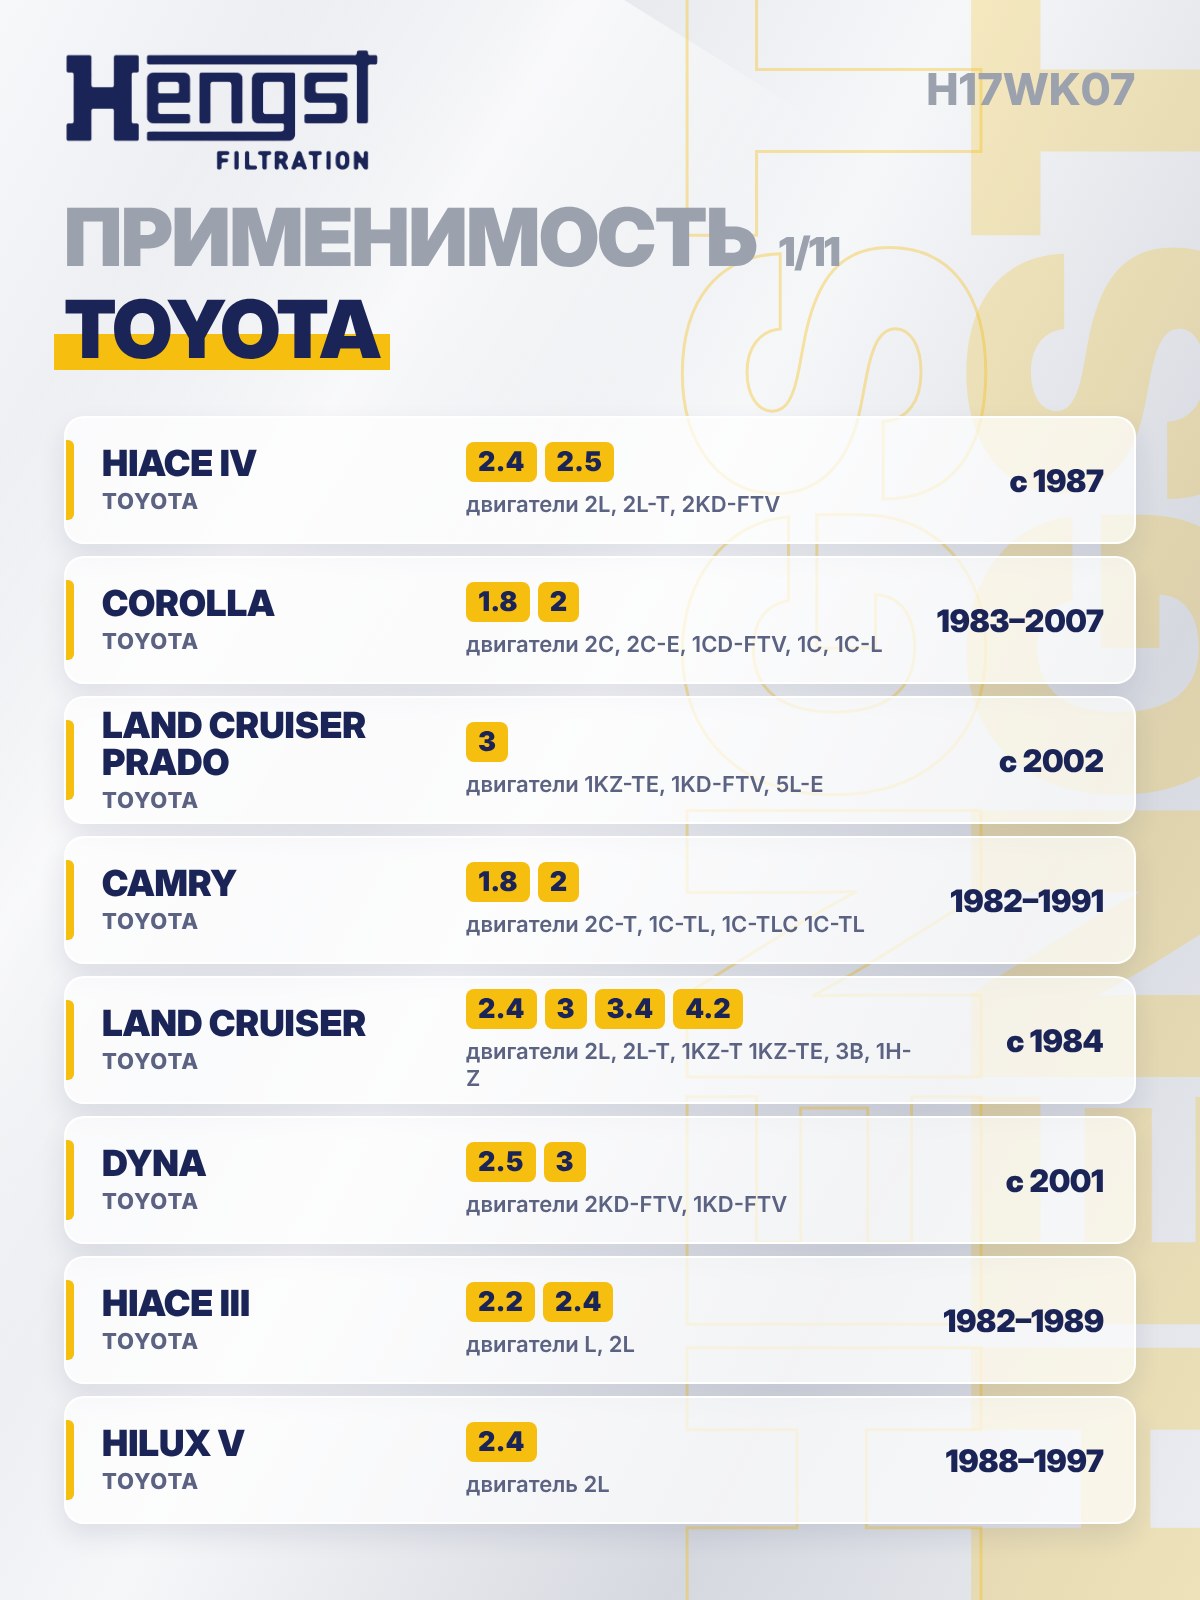 Hengst
FILTRATION
H17WK07
ПРИМЕНИМОСТЬ 1/11
TOYOTA
HIACE IV
TOYOTA
2.4 2.5
двигатели 2L, 2L-T, 2KD-FTV
с 1987
COROLLA
TOYOTA
1.8 2
двигатели 2C, 2C-E, 1CD-FTV, 1C, 1C-L
1983–2007
LAND CRUISER
PRADO
TOYOTA
3
двигатели 1KZ-TE, 1KD-FTV, 5L-E
с 2002
CAMRY
TOYOTA
1.8 2
двигатели 2C-T, 1C-TL, 1C-TLC 1C-TL
1982–1991
LAND CRUISER
TOYOTA
2.4 3 3.4 4.2
двигатели 2L, 2L-T, 1KZ-T 1KZ-TE, 3B, 1H-
Z
с 1984
DYNA
TOYOTA
2.5 3
двигатели 2KD-FTV, 1KD-FTV
с 2001
HIACE III
TOYOTA
2.2 2.4
двигатели L, 2L
1982–1989
HILUX V
TOYOTA
2.4
двигатель 2L
1988–1997
HENGST
HENGST